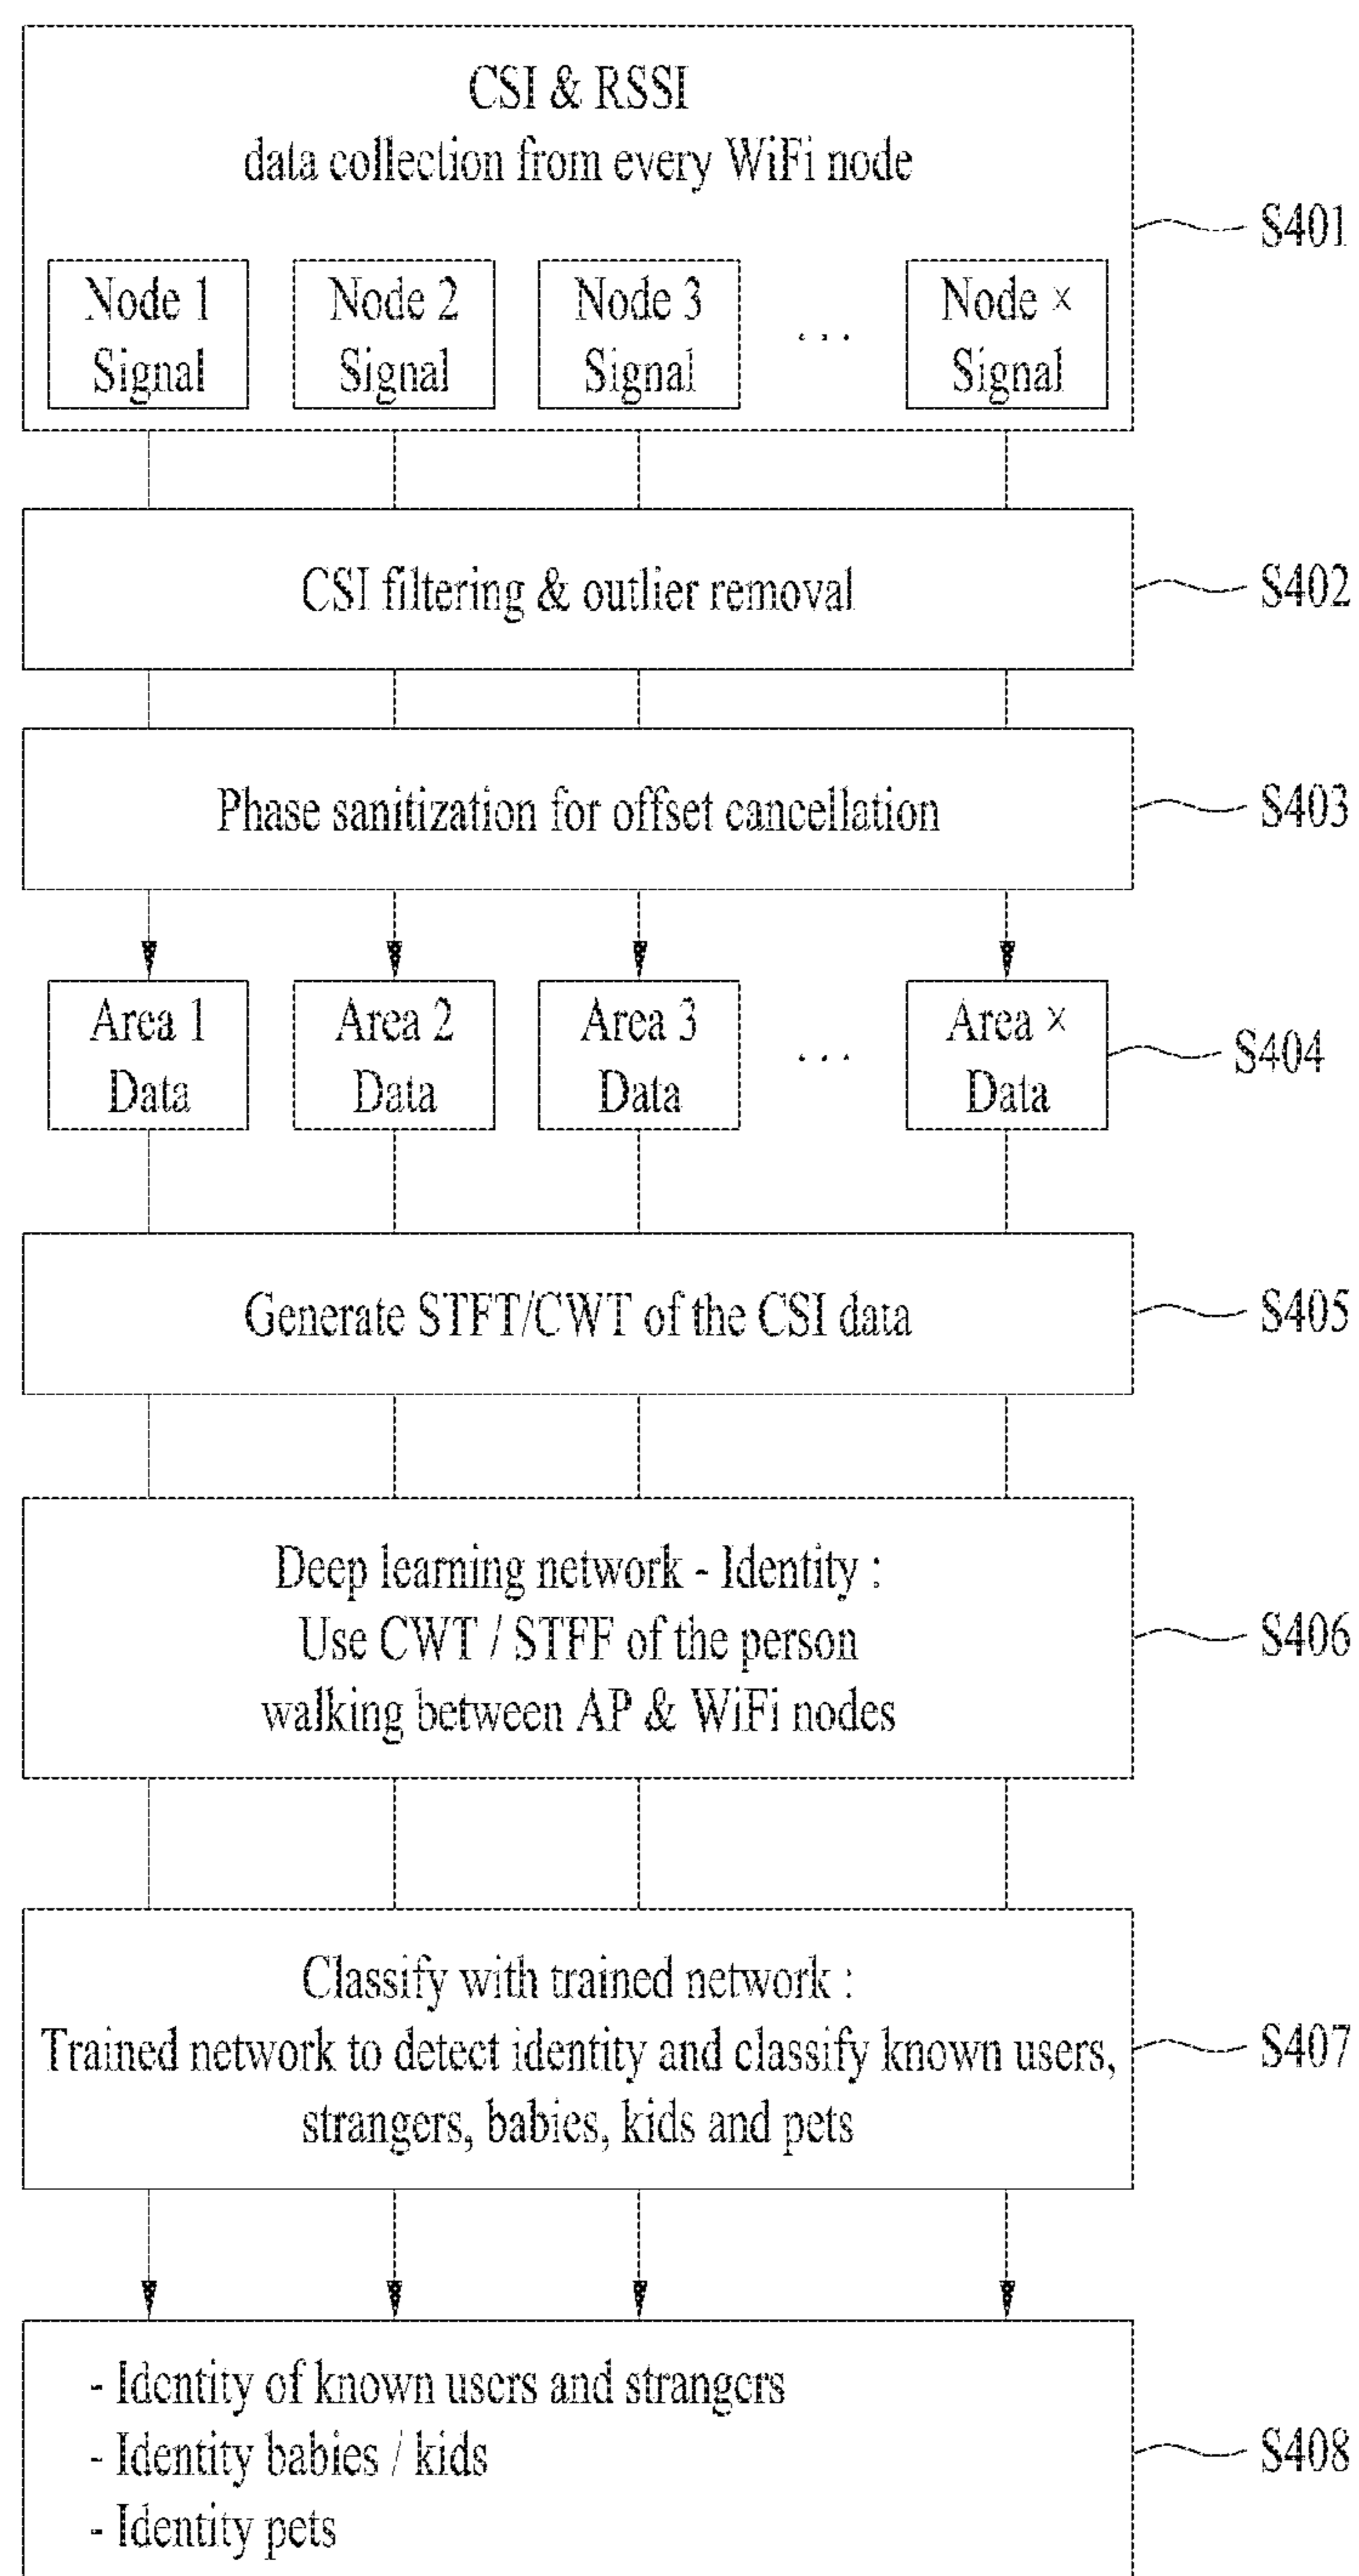 CSI & RSSI
data collection from every WiFi node
S401
Node 1
Signal
Node 2
Signal
Node 3
Signal
...
Node ×
Signal
CSI filtering & outlier removal
S402
Phase sanitization for offset cancellation
S403
Area 1
Data
Area 2
Data
Area 3
Data
...
Area ×
Data
S404
Generate STFT/CWT of the CSI data
S405
Deep learning network - Identity :
Use CWT / STFF of the person
walking between AP & WiFi nodes
S406
Classify with trained network :
Trained network to detect identity and classify known users,
strangers, babies, kids and pets
S407
- Identity of known users and strangers
- Identity babies / kids
- Identity pets
S408